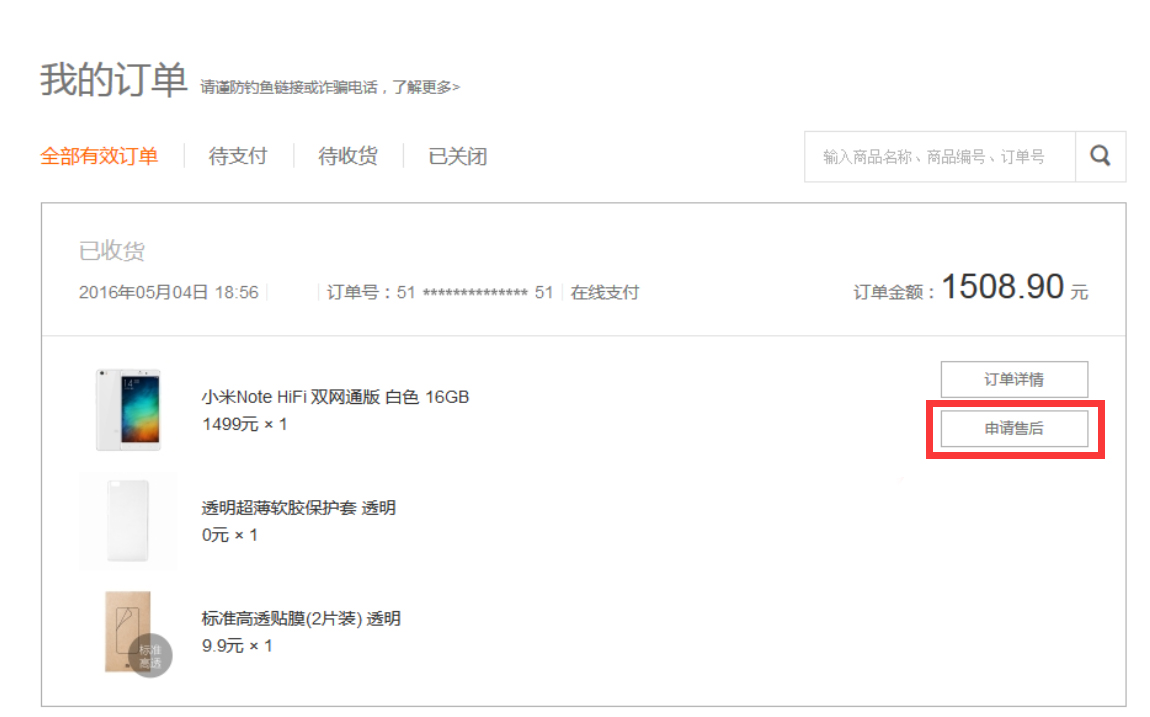 我的订单 请谨防钓鱼链接或诈骗电话，了解更多>
全部有效订单 待支付 待收货 已关闭 输入商品名称、商品编号、订单号
已收货
2016年05月04日 18:56 订单号：51 ************** 51 在线支付 订单金额：1508.90 元
订单详情
小米Note HiFi 双网通版 白色 16GB
1499元 × 1
申请售后
透明超薄软胶保护套 透明
0元 × 1
标准高透贴膜(2片装) 透明
9.9元 × 1
标准
高透